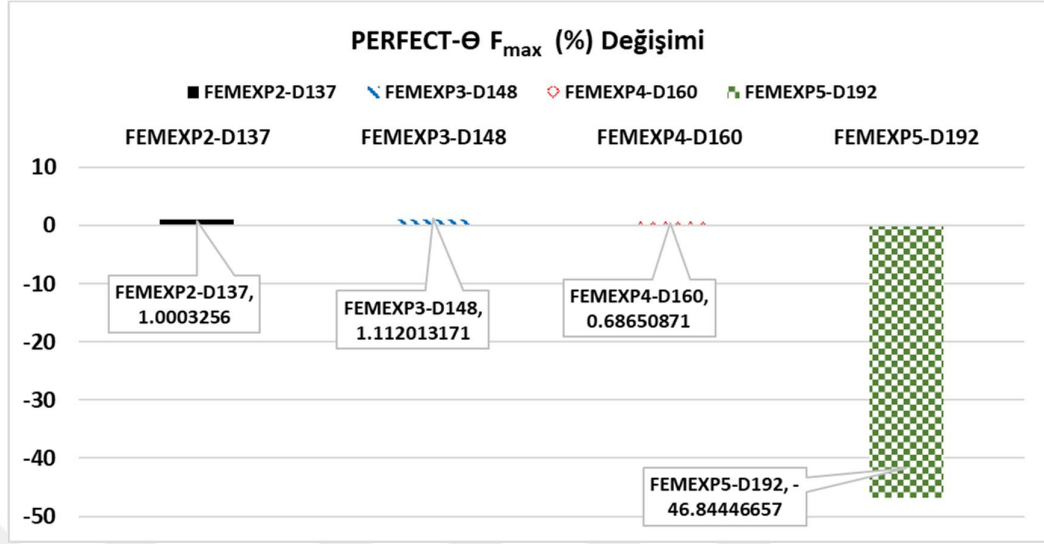 PERFECT-Ɵ Fmax (%) Değişimi
FEMEXP2-D137 FEMEXP3-D148 FEMEXP4-D160 FEMEXP5-D192
FEMEXP2-D137 FEMEXP3-D148 FEMEXP4-D160 FEMEXP5-D192
10
0
-10
-20
-30
-40
-50
FEMEXP2-D137,
1.0003256
FEMEXP3-D148,
1.112013171
FEMEXP4-D160,
0.68650871
FEMEXP5-D192, -
46.84446657